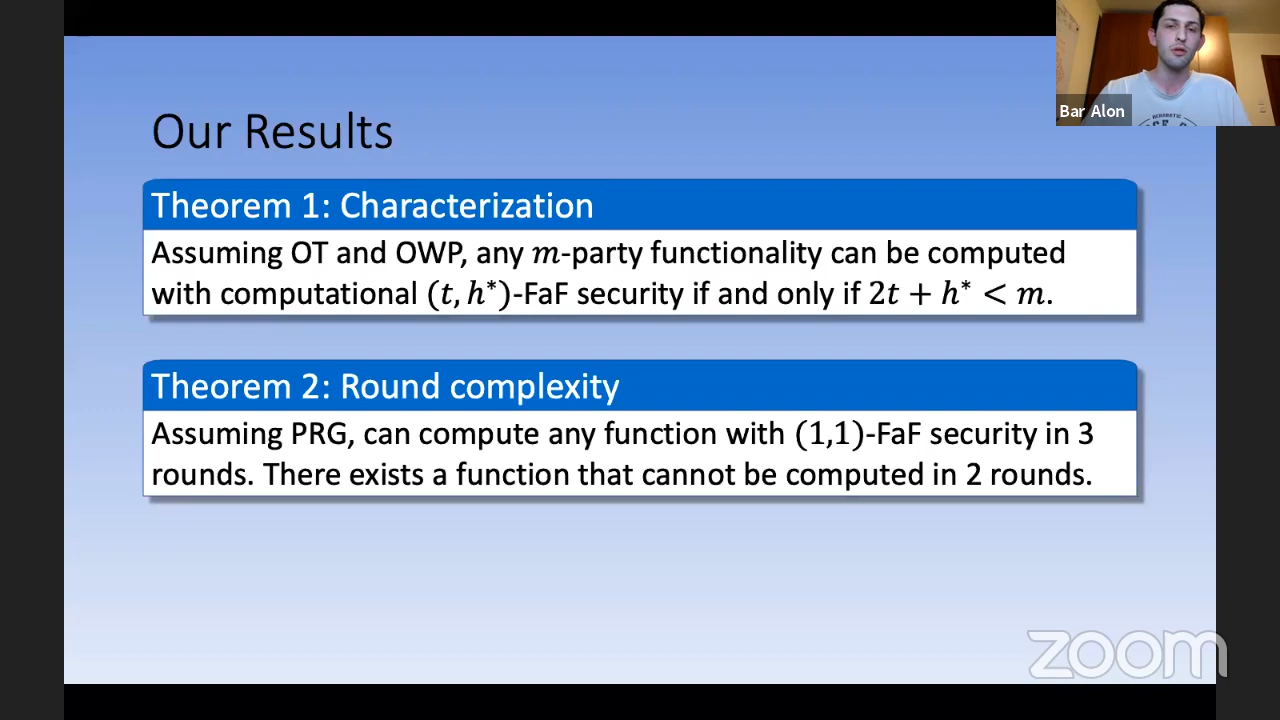 Our Results
Theorem 1: Characterization
Assuming OT and OWP, any m-party functionality can be computed
with computational (t, h*)-FaF security if and only if 2t + h* < m.
Theorem 2: Round complexity
Assuming PRG, can compute any function with (1,1)-FaF security in 3
rounds. There exists a function that cannot be computed in 2 rounds.
Bar Alon
zoom